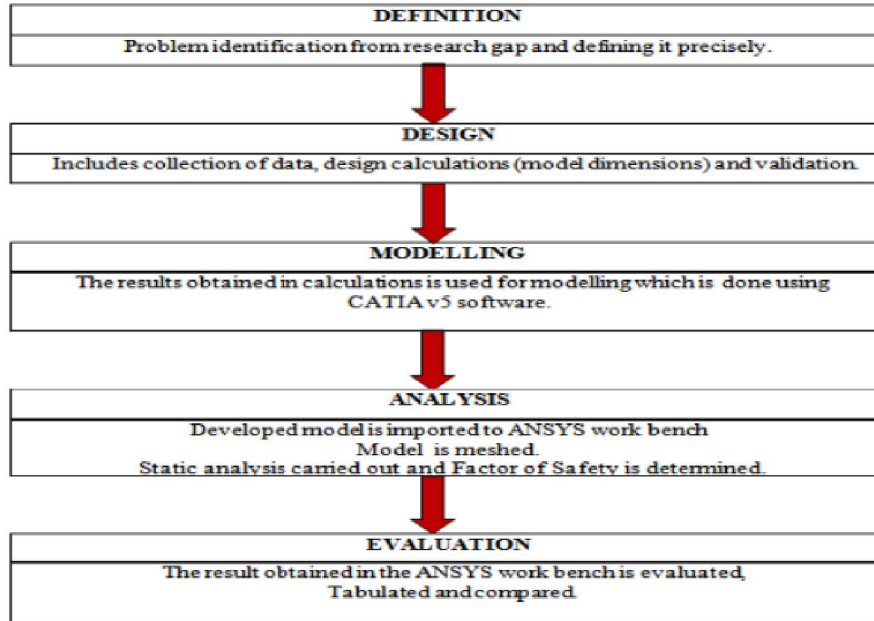 DEFINITION
Problem identification from research gap and defining it precisely.
DESIGN
Includes collection of data, design calculations (model dimensions) and validation.
MODELLING
The results obtained in calculations is used for modelling which is done using
CATIA v5 software.
ANALYSIS
Developed model is imported to ANSYS work bench
Model is meshed.
Static analysis carried out and Factor of Safety is determined.
EVALUATION
The result obtained in the ANSYS work bench is evaluated,
Tabulated and compared.